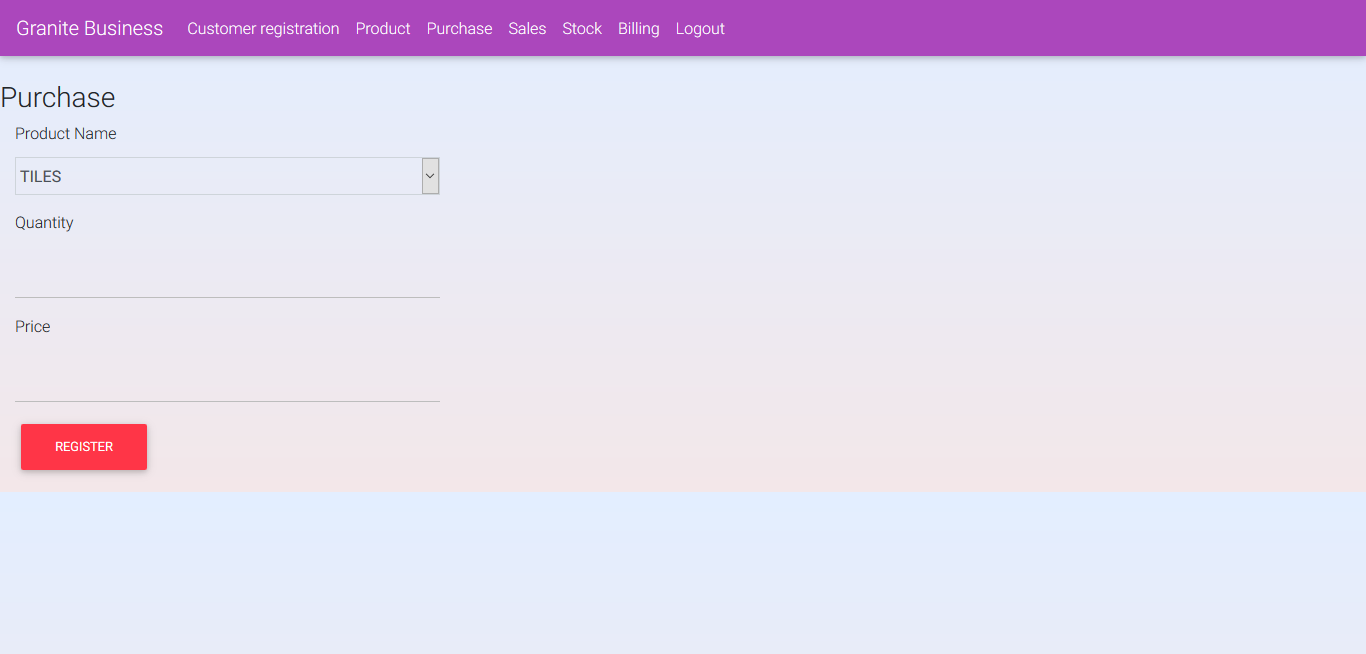 Granite Business Customer registration Product Purchase Sales Stock Billing Logout
Purchase
Product Name
TILES
Quantity
Price
REGISTER